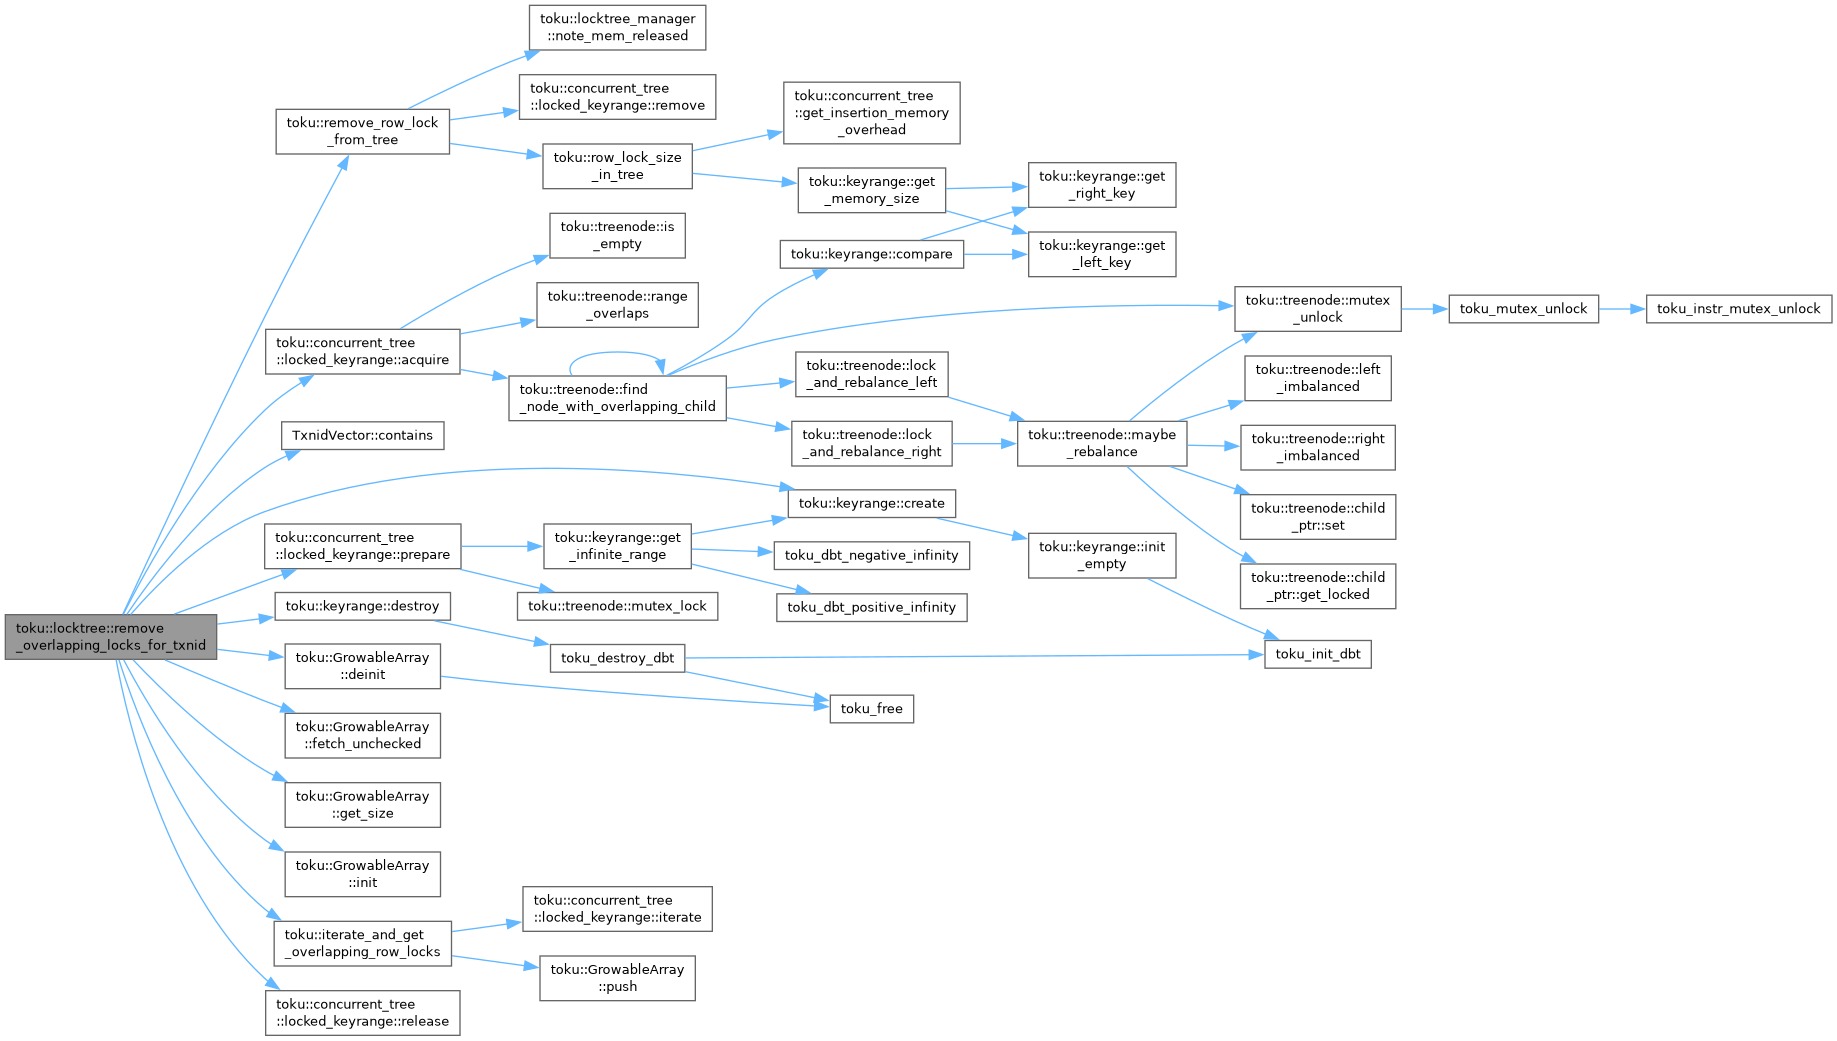 toku::locktree_manager
::note_mem_released
toku::concurrent_tree
::locked_keyrange::remove
toku::concurrent_tree
::get_insertion_memory
_overhead
toku::remove_row_lock
_from_tree
toku::row_lock_size
_in_tree
toku::keyrange::get
_memory_size
toku::keyrange::get
_right_key
toku::treenode::is
_empty
toku::keyrange::compare
toku::keyrange::get
_left_key
toku::treenode::range
_overlaps
toku::treenode::mutex
_unlock
toku_mutex_unlock
toku_instr_mutex_unlock
toku::concurrent_tree
::locked_keyrange::acquire
toku::treenode::find
_node_with_overlapping_child
toku::treenode::lock
_and_rebalance_left
toku::treenode::left
_imbalanced
TxnidVector::contains
toku::treenode::lock
_and_rebalance_right
toku::treenode::maybe
_rebalance
toku::treenode::right
_imbalanced
toku::keyrange::create
toku::treenode::child
_ptr::set
toku::concurrent_tree
::locked_keyrange::prepare
toku::keyrange::get
_infinite_range
toku_dbt_negative_infinity
toku::keyrange::init
_empty
toku::treenode::child
_ptr::get_locked
toku::keyrange::destroy
toku::treenode::mutex_lock
toku_dbt_positive_infinity
toku::locktree::remove
_overlapping_locks_for_txnid
toku::GrowableArray
::deinit
toku_destroy_dbt
toku_init_dbt
toku_free
toku::GrowableArray
::fetch_unchecked
toku::GrowableArray
::get_size
toku::GrowableArray
::init
toku::concurrent_tree
::locked_keyrange::iterate
toku::iterate_and_get
_overlapping_row_locks
toku::GrowableArray
::push
toku::concurrent_tree
::locked_keyrange::release